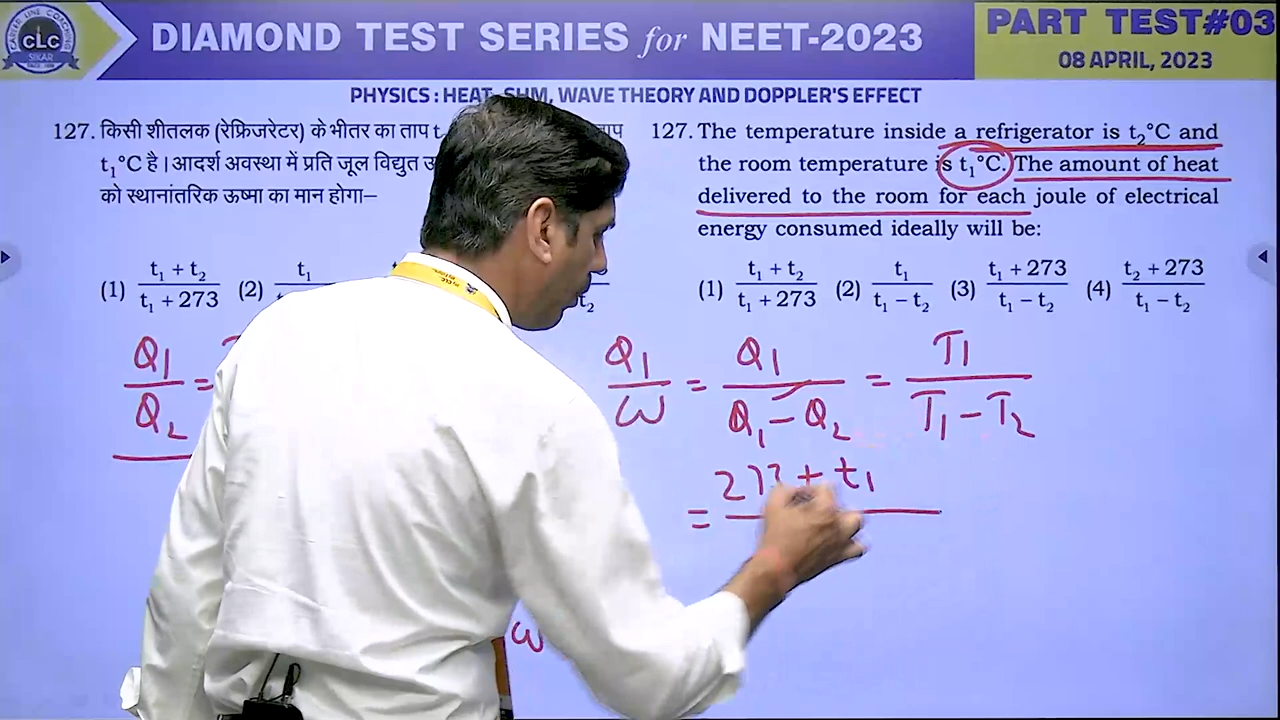 CLC
SIKAR
DIAMOND TEST SERIES for NEET-2023
PART TEST#03
08 APRIL, 2023
PHYSICS : HEAT, SHM, WAVE THEORY AND DOPPLER'S EFFECT
127. किसी शीतलक (रेफ्रिजरेटर) के भीतर का ताप
t₁°C है। आदर्श अवस्था में प्रति जूल विद्युत
को स्थानांतरिक ऊष्मा का मान होगा–
(1) (t₁ + t₂)/(t₁ + 273) (2) t₁
127. The temperature inside a refrigerator is t₂°C and
the room temperature is t₁°C. The amount of heat
delivered to the room for each joule of electrical
energy consumed ideally will be:
(1) (t₁ + t₂)/(t₁ + 273) (2) t₁/(t₁ – t₂) (3) (t₁ + 273)/(t₁ – t₂) (4) (t₂ + 273)/(t₁ – t₂)
Q₁/Q₂ =
Q₁/W = Q₁/(Q₁ – Q₂) = T₁/(T₁ – T₂)
= 273 + t₁
W